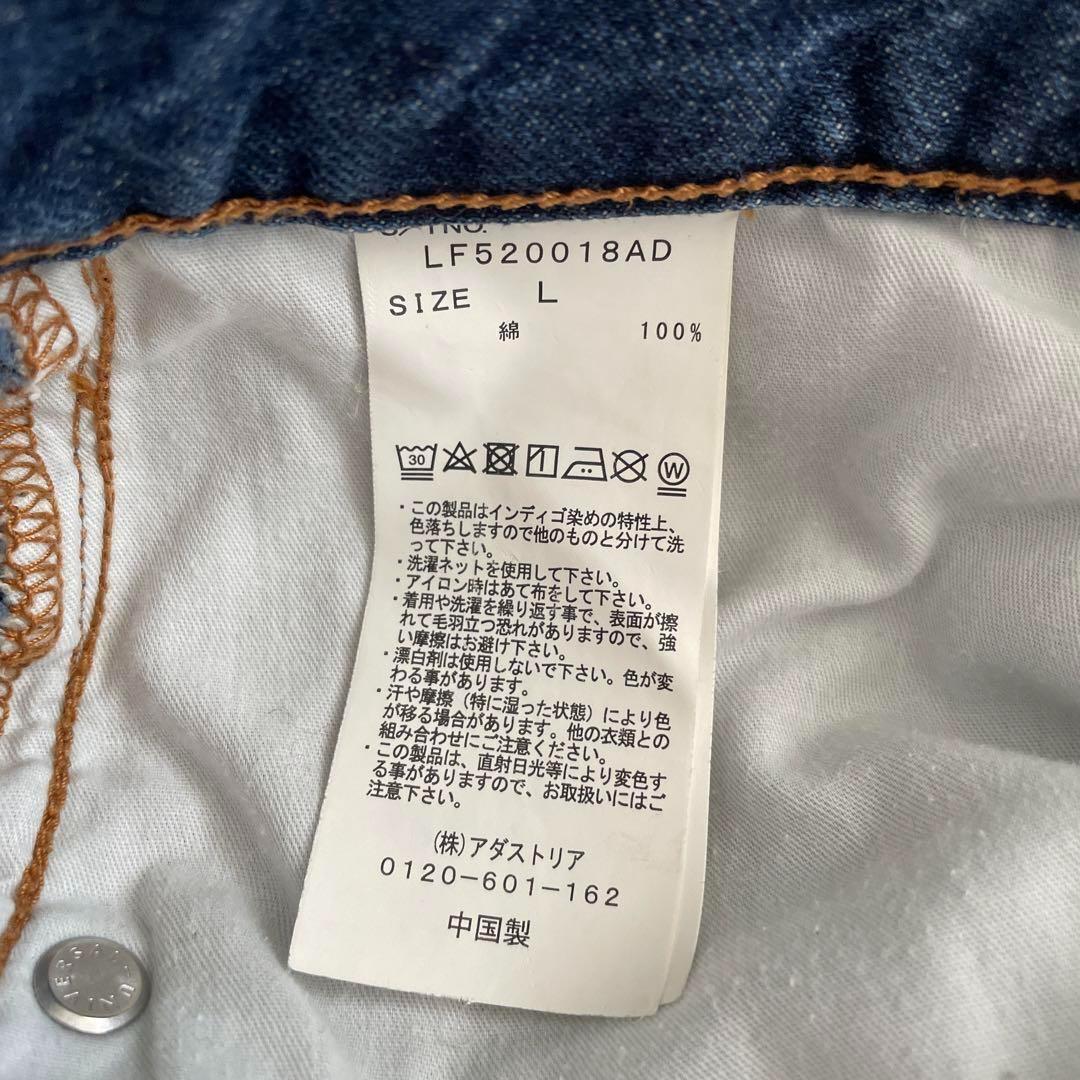 S/TNO.
LF520018AD
SIZE L
綿 100%
30 W
・この製品はインディゴ染めの特性上、
色落ちしますので他のものと分けて洗
って下さい。
・洗濯ネットを使用して下さい。
・アイロン時はあて布をして下さい。
・着用や洗濯を繰り返す事で、表面が擦
れて毛羽立つ恐れがありますので、強
い摩擦はお避け下さい。
・漂白剤は使用しないで下さい。色が変
わる事があります。
・汗や摩擦（特に湿った状態）により色
が移る場合があります。他の衣類との
組み合わせにご注意ください。
・この製品は、直射日光等により変色す
る事がありますので、お取扱いにはご
注意下さい。
(株)アダストリア
0120-601-162
中国製
UNIVERSAL